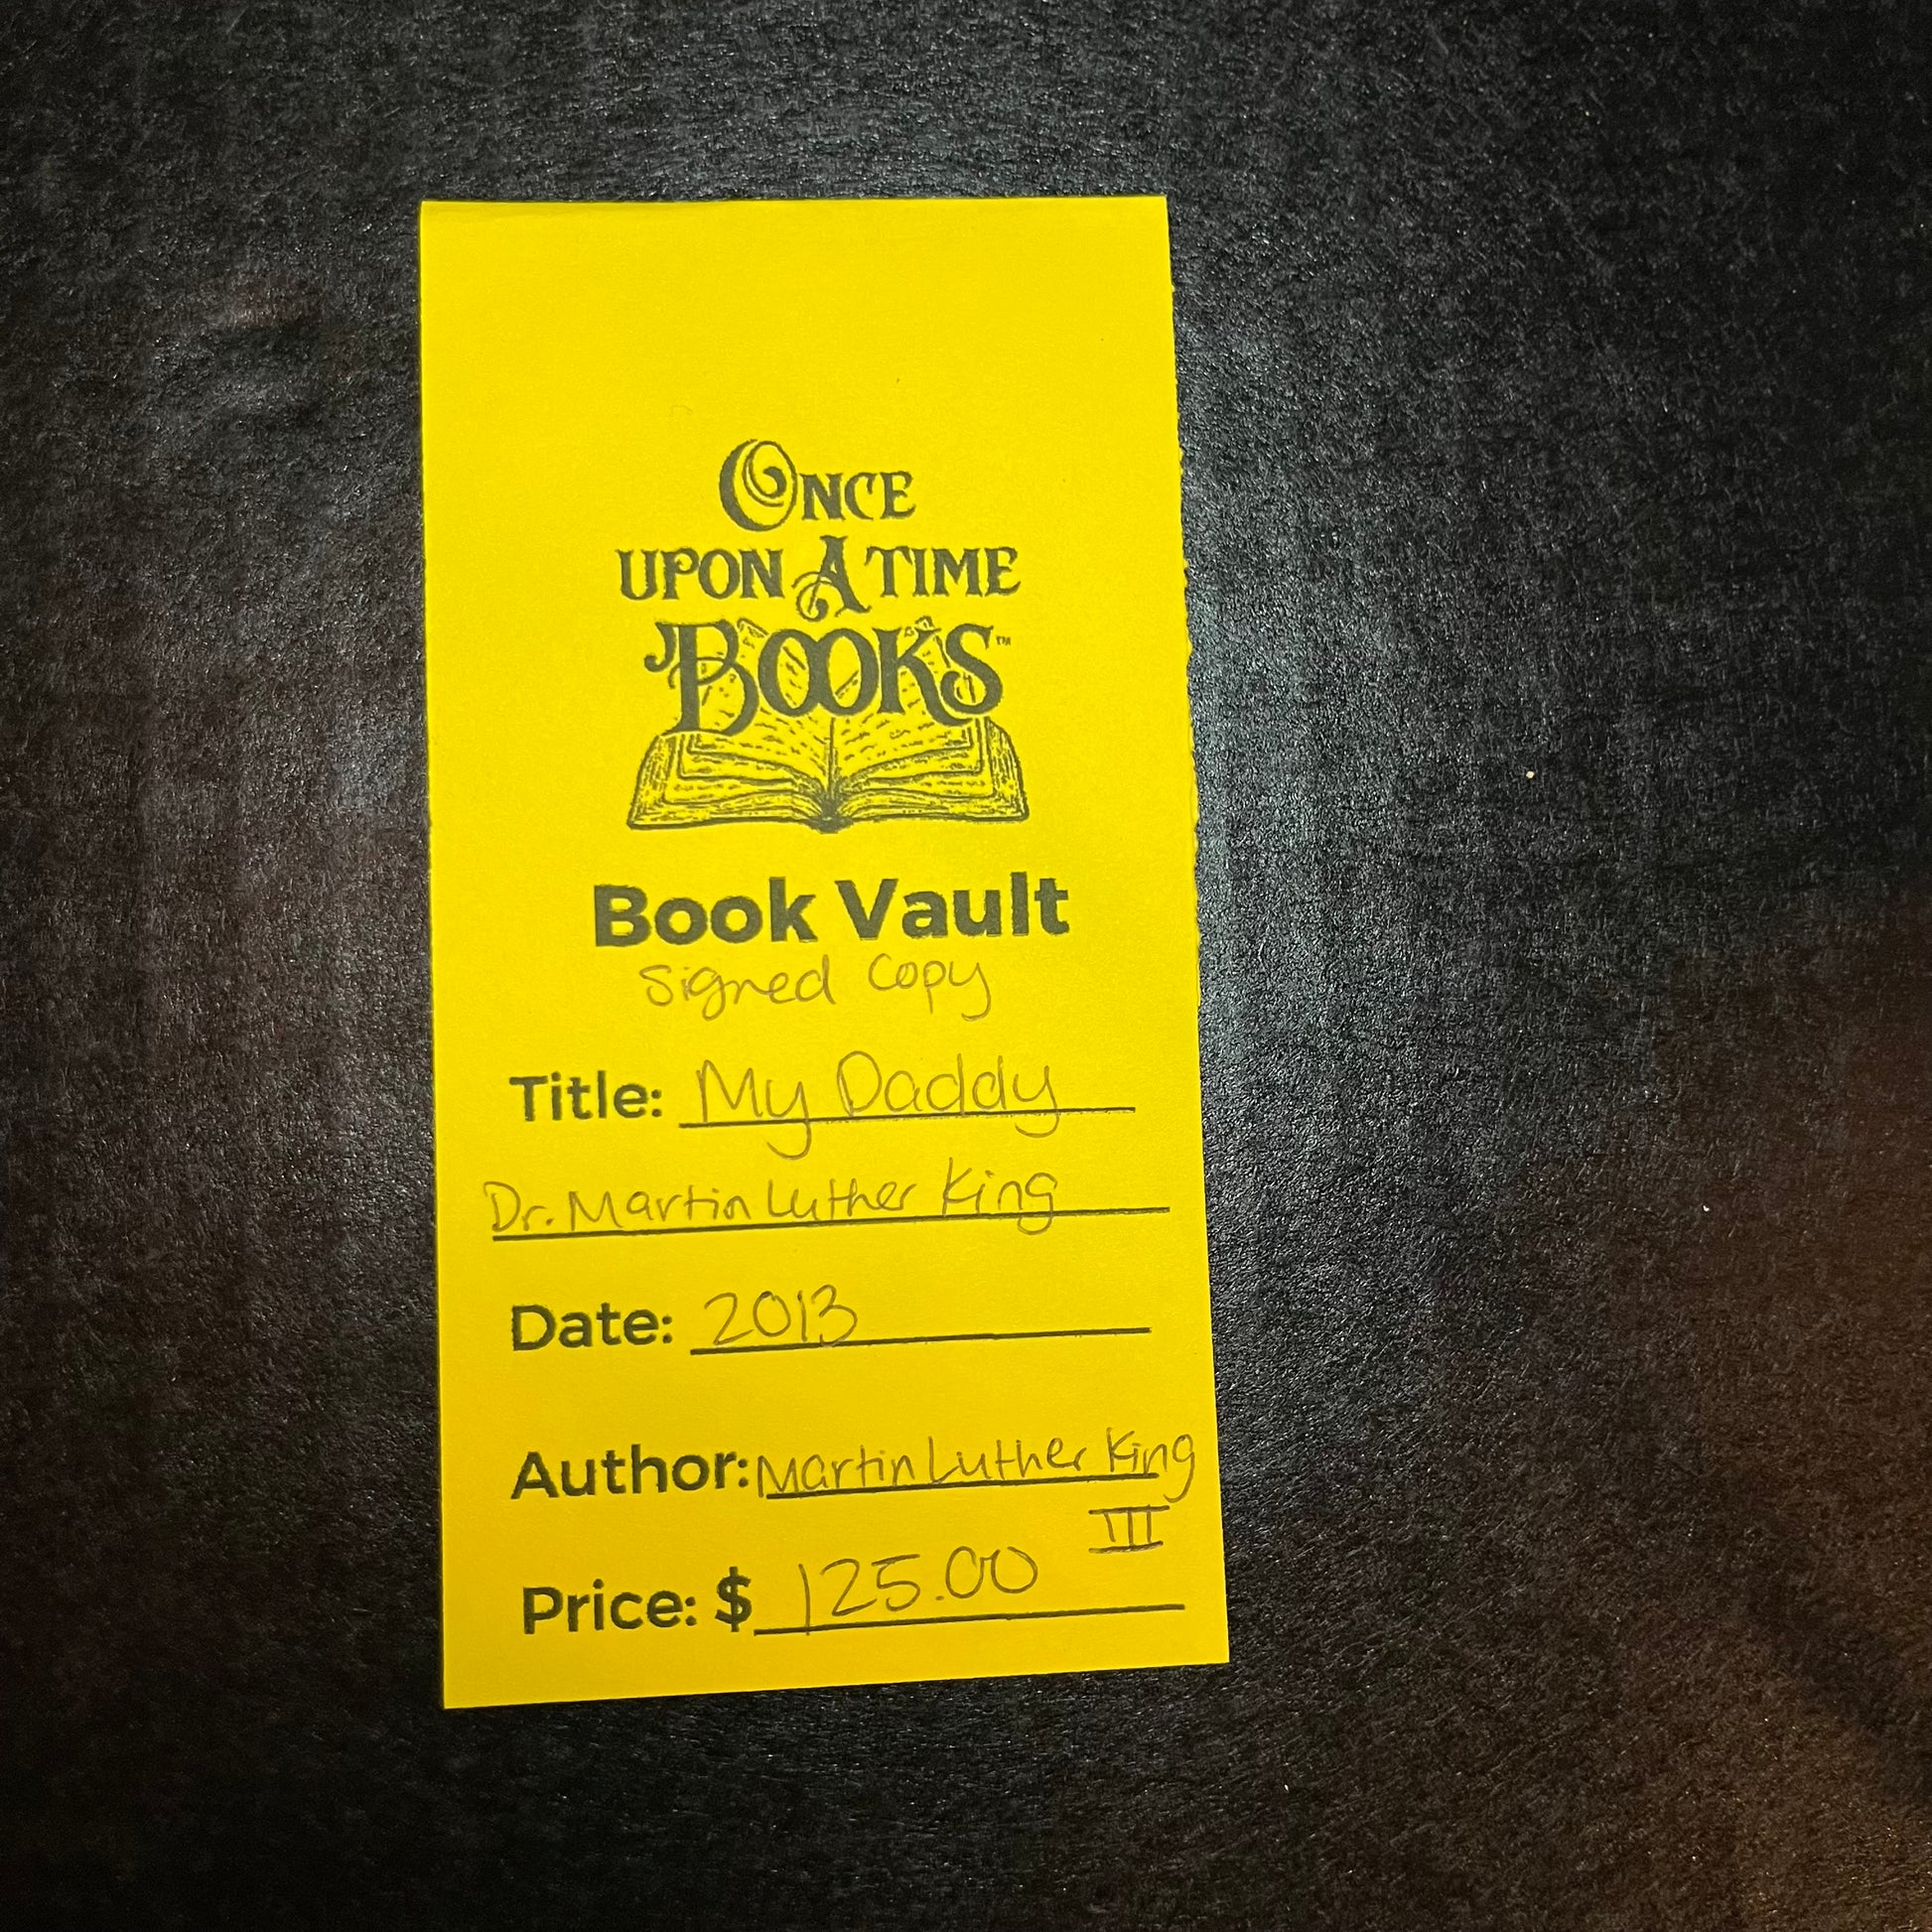 ONCE
UPON A TIME
BOOKS™
Book Vault
Signed Copy
Title: My Daddy
Dr. Martin Luther King
Date: 2013
Author: Martin Luther King
III
Price: $ 125.00